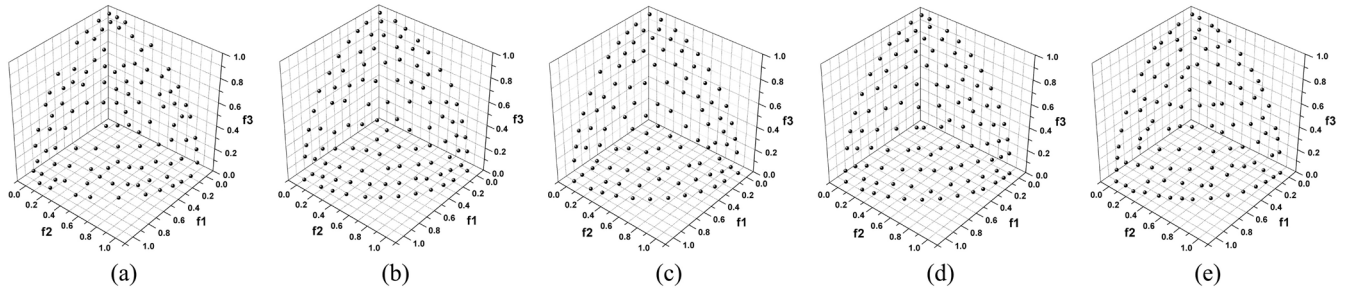 1.0 1.0 1.0 1.0 1.0
0.8 0.8 0.8 0.8 0.8
0.6 0.6 0.6 0.6 0.6
f3 f3 f3 f3 f3
0.4 0.4 0.4 0.4 0.4
0.2 0.2 0.2 0.2 0.2
0.0 0.0 0.0 0.0 0.0
0.0 0.0 0.0 0.0 0.0 0.0 0.0 0.0 0.0 0.0
0.2 0.2 0.2 0.2 0.2 0.2 0.2 0.2 0.2 0.2
0.4 0.4 0.4 0.4 0.4 0.4 0.4 0.4 0.4 0.4
f2 0.6 0.6 f1 f2 0.6 0.6 f1 f2 0.6 0.6 f1 f2 0.6 0.6 f1 f2 0.6 0.6 f1
0.8 0.8 0.8 0.8 0.8 0.8 0.8 0.8 0.8 0.8
1.0 1.0 1.0 1.0 1.0 1.0 1.0 1.0 1.0 1.0
(a) (b) (c) (d) (e)